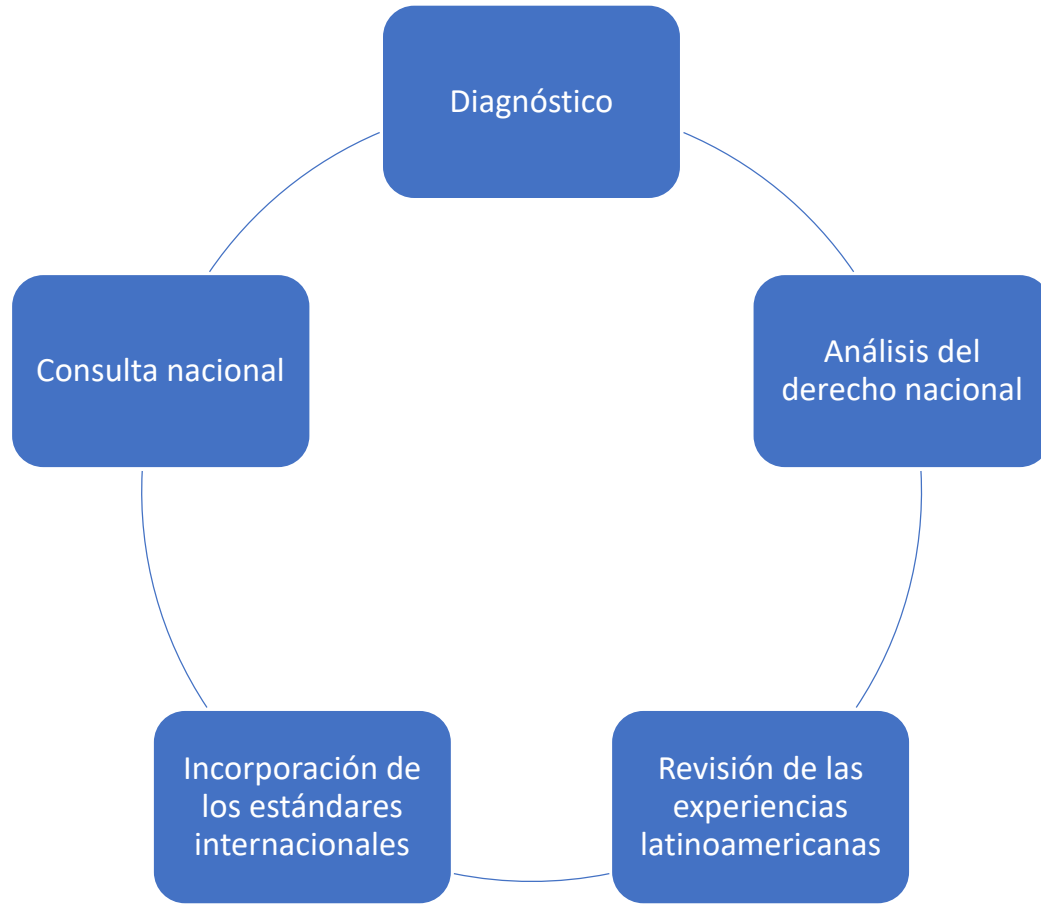 Diagnóstico
Análisis del
derecho nacional
Revisión de las
experiencias
latinoamericanas
Incorporación de
los estándares
internacionales
Consulta nacional